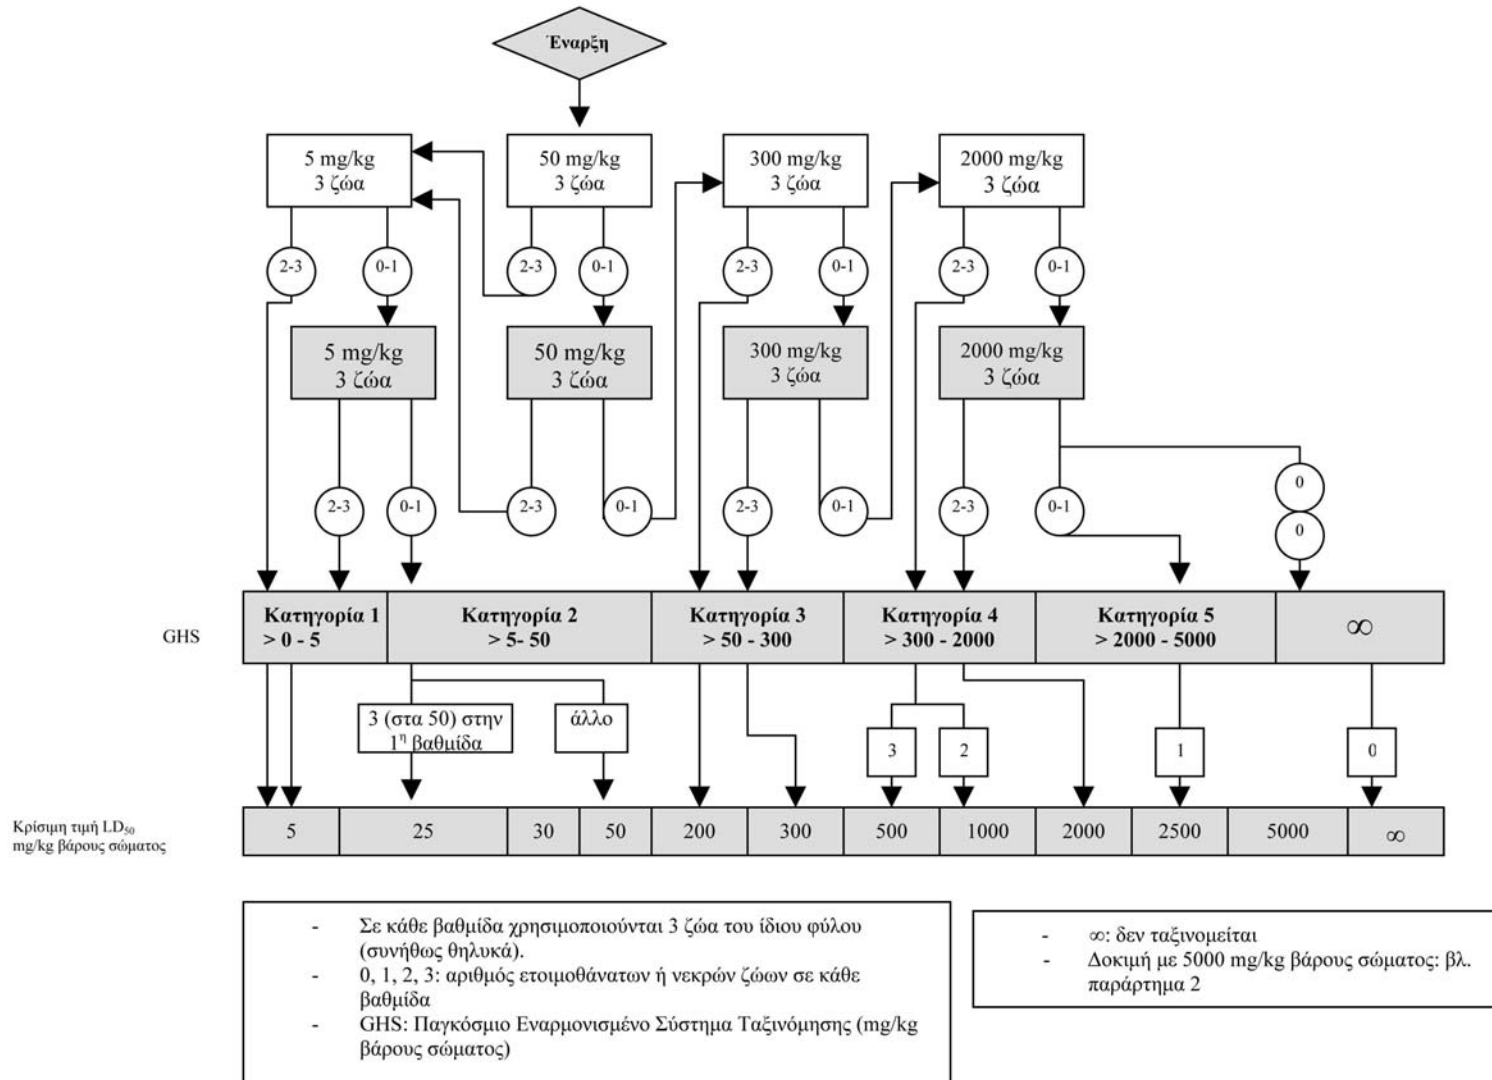 Έναρξη
5 mg/kg
3 ζώα
50 mg/kg
3 ζώα
300 mg/kg
3 ζώα
2000 mg/kg
3 ζώα
2-3
0-1
2-3
0-1
2-3
0-1
2-3
0-1
5 mg/kg
3 ζώα
50 mg/kg
3 ζώα
300 mg/kg
3 ζώα
2000 mg/kg
3 ζώα
2-3
0-1
2-3
0-1
2-3
0-1
2-3
0-1
0
0
GHS
Κατηγορία 1
> 0 - 5
Κατηγορία 2
> 5- 50
Κατηγορία 3
> 50 - 300
Κατηγορία 4
> 300 - 2000
Κατηγορία 5
> 2000 - 5000
∞
3 (στα 50) στην
1η βαθμίδα
άλλο
3
2
1
0
Κρίσιμη τιμή LD50
mg/kg βάρους σώματος
5
25
30
50
200
300
500
1000
2000
2500
5000
∞
- Σε κάθε βαθμίδα χρησιμοποιούνται 3 ζώα του ίδιου φύλου
(συνήθως θηλυκά).
- 0, 1, 2, 3: αριθμός ετοιμοθάνατων ή νεκρών ζώων σε κάθε
βαθμίδα
- GHS: Παγκόσμιο Εναρμονισμένο Σύστημα Ταξινόμησης (mg/kg
βάρους σώματος)
- ∞: δεν ταξινομείται
- Δοκιμή με 5000 mg/kg βάρους σώματος: βλ.
παράρτημα 2